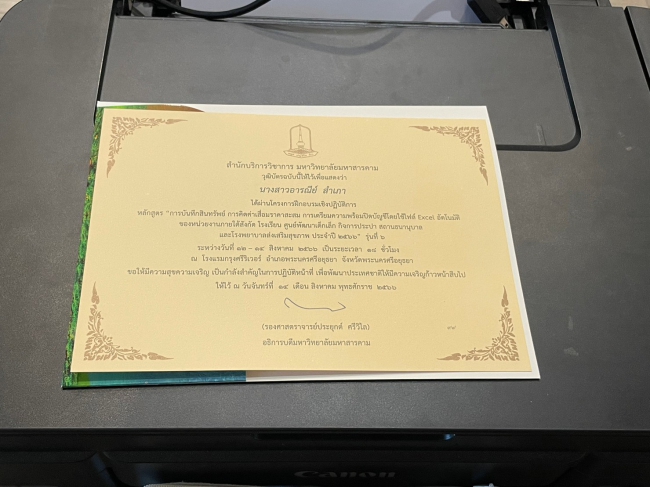 สำนักบริการวิชาการ มหาวิทยาลัยมหาสารคาม
วุฒิบัตรฉบับนี้ให้ไว้เพื่อแสดงว่า
นางสาวอารณีย์ สำเภา
ได้ผ่านโครงการฝึกอบรมเชิงปฏิบัติการ
หลักสูตร "การบันทึกสินทรัพย์ การคิดค่าเสื่อมราคาสะสม การเตรียมความพร้อมปิดบัญชีโดยใช้ไฟล์ Excel อัตโนมัติ
ของหน่วยงานภายใต้สังกัด โรงเรียน ศูนย์พัฒนาเด็กเล็ก กิจการประปา สถานธนานุบาล
และโรงพยาบาลส่งเสริมสุขภาพ ประจำปี ๒๕๖๖" รุ่นที่ ๖
ระหว่างวันที่ ๑๒ - ๑๔ สิงหาคม ๒๕๖๖ เป็นระยะเวลา ๑๘ ชั่วโมง
ณ โรงแรมกรุงศรีริเวอร์ อำเภอพระนครศรีอยุธยา จังหวัดพระนครศรีอยุธยา
ขอให้มีความสุขความเจริญ เป็นกำลังสำคัญในการปฏิบัติหน้าที่ เพื่อพัฒนาประเทศชาติให้มีความเจริญก้าวหน้าสืบไป
ให้ไว้ ณ วันจันทร์ที่ ๑๔ เดือน สิงหาคม พุทธศักราช ๒๕๖๖
(รองศาสตราจารย์ประยุกต์ ศรีวิไล)
อธิการบดีมหาวิทยาลัยมหาสารคาม
Canon